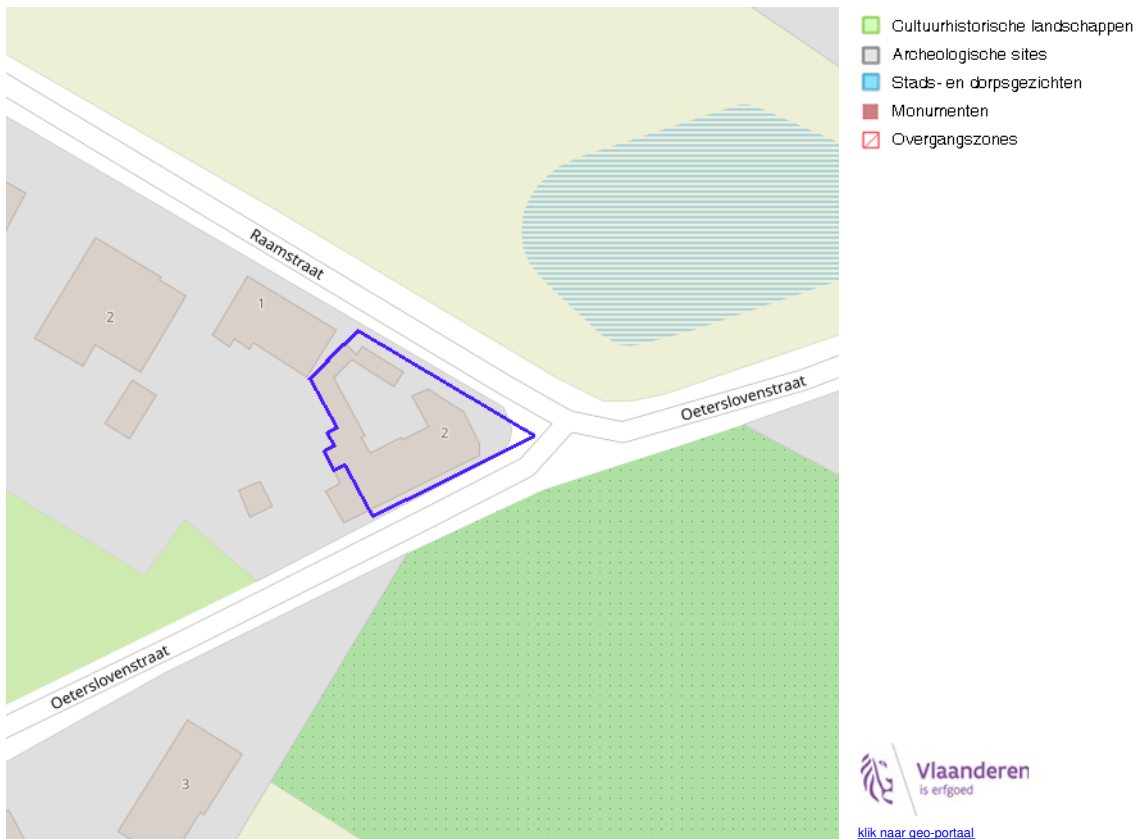 Cultuurhistorische landschappen
Archeologische sites
Stads- en dorpsgezichten
Monumenten
Overgangszones
Raamstraat
1
2
Oeterslovenstraat
2
Oeterslovenstraat
3
Vlaanderen
is erfgoed
klik naar geo-portaal